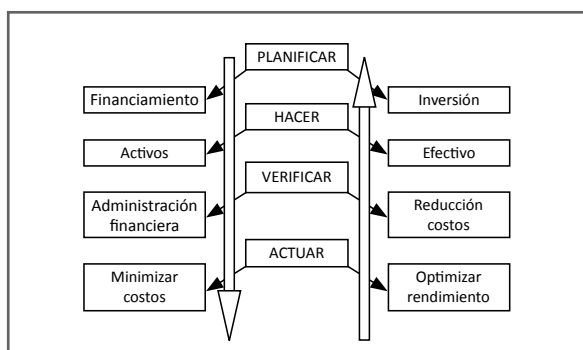 PLANIFICAR
Financiamiento
Inversión
HACER
Activos
Efectivo
VERIFICAR
Administración
financiera
Reducción
costos
ACTUAR
Minimizar
costos
Optimizar
rendimiento